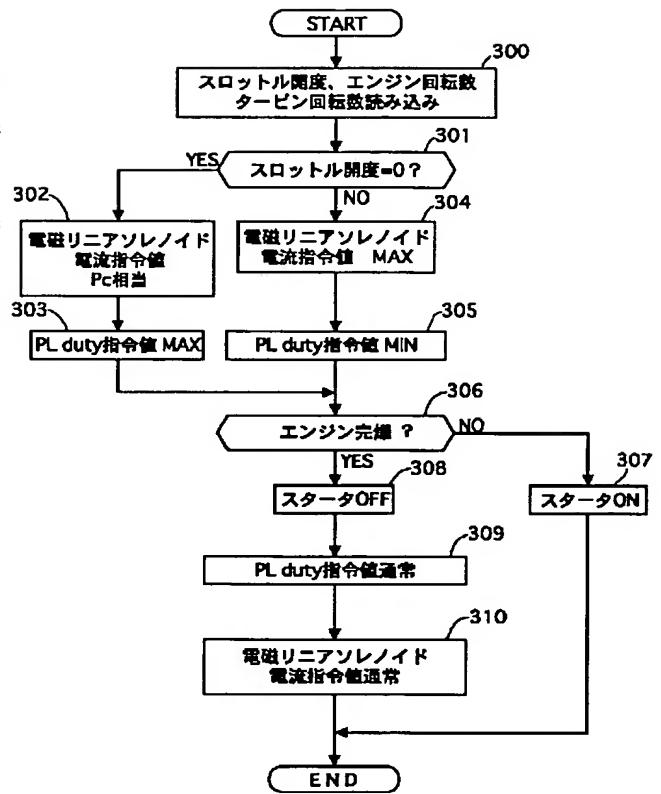 START
300
スロットル開度、エンジン回転数
タービン回転数読み込み
301
YES
スロットル開度=0?
NO
302
電磁リニアソレノイド
電流指令値
Pc相当
304
電磁リニアソレノイド
電流指令値 MAX
303
PL duty指令値 MAX
305
PL duty指令値 MIN
306
エンジン完爆 ?
NO
YES
308
スタータOFF
307
スタータON
309
PL duty指令値通常
310
電磁リニアソレノイド
電流指令値通常
END